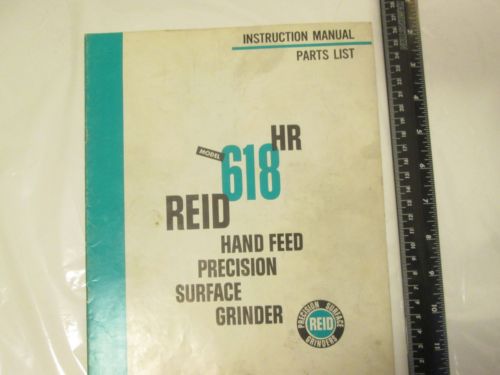 INSTRUCTION MANUAL
PARTS LIST
MODEL 618 HR
REID
HAND FEED
PRECISION
SURFACE
GRINDER
PRECISION SURFACE
REID
GRINDERS